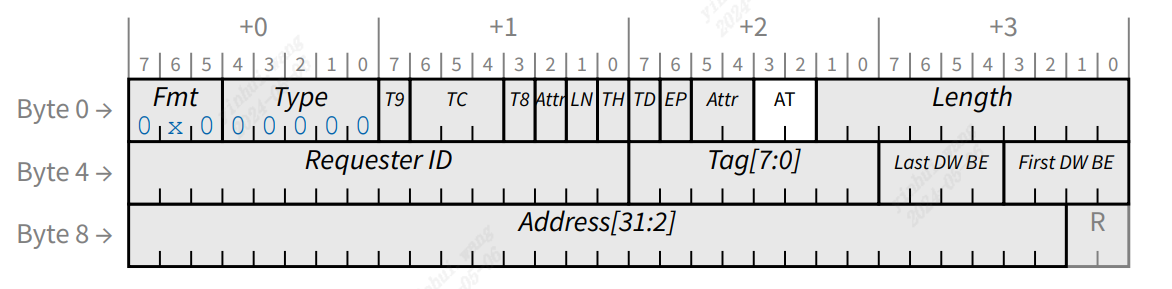 +0 +1 +2 +3
7 6 5 4 3 2 1 0 7 6 5 4 3 2 1 0 7 6 5 4 3 2 1 0 7 6 5 4 3 2 1 0
Byte 0 → Fmt Type T9 TC T8 Attr LN TH TD EP Attr AT Length
0 x 0 0 0 0 0 0
Byte 4 → Requester ID Tag[7:0] Last DW BE First DW BE
Byte 8 → Address[31:2] R